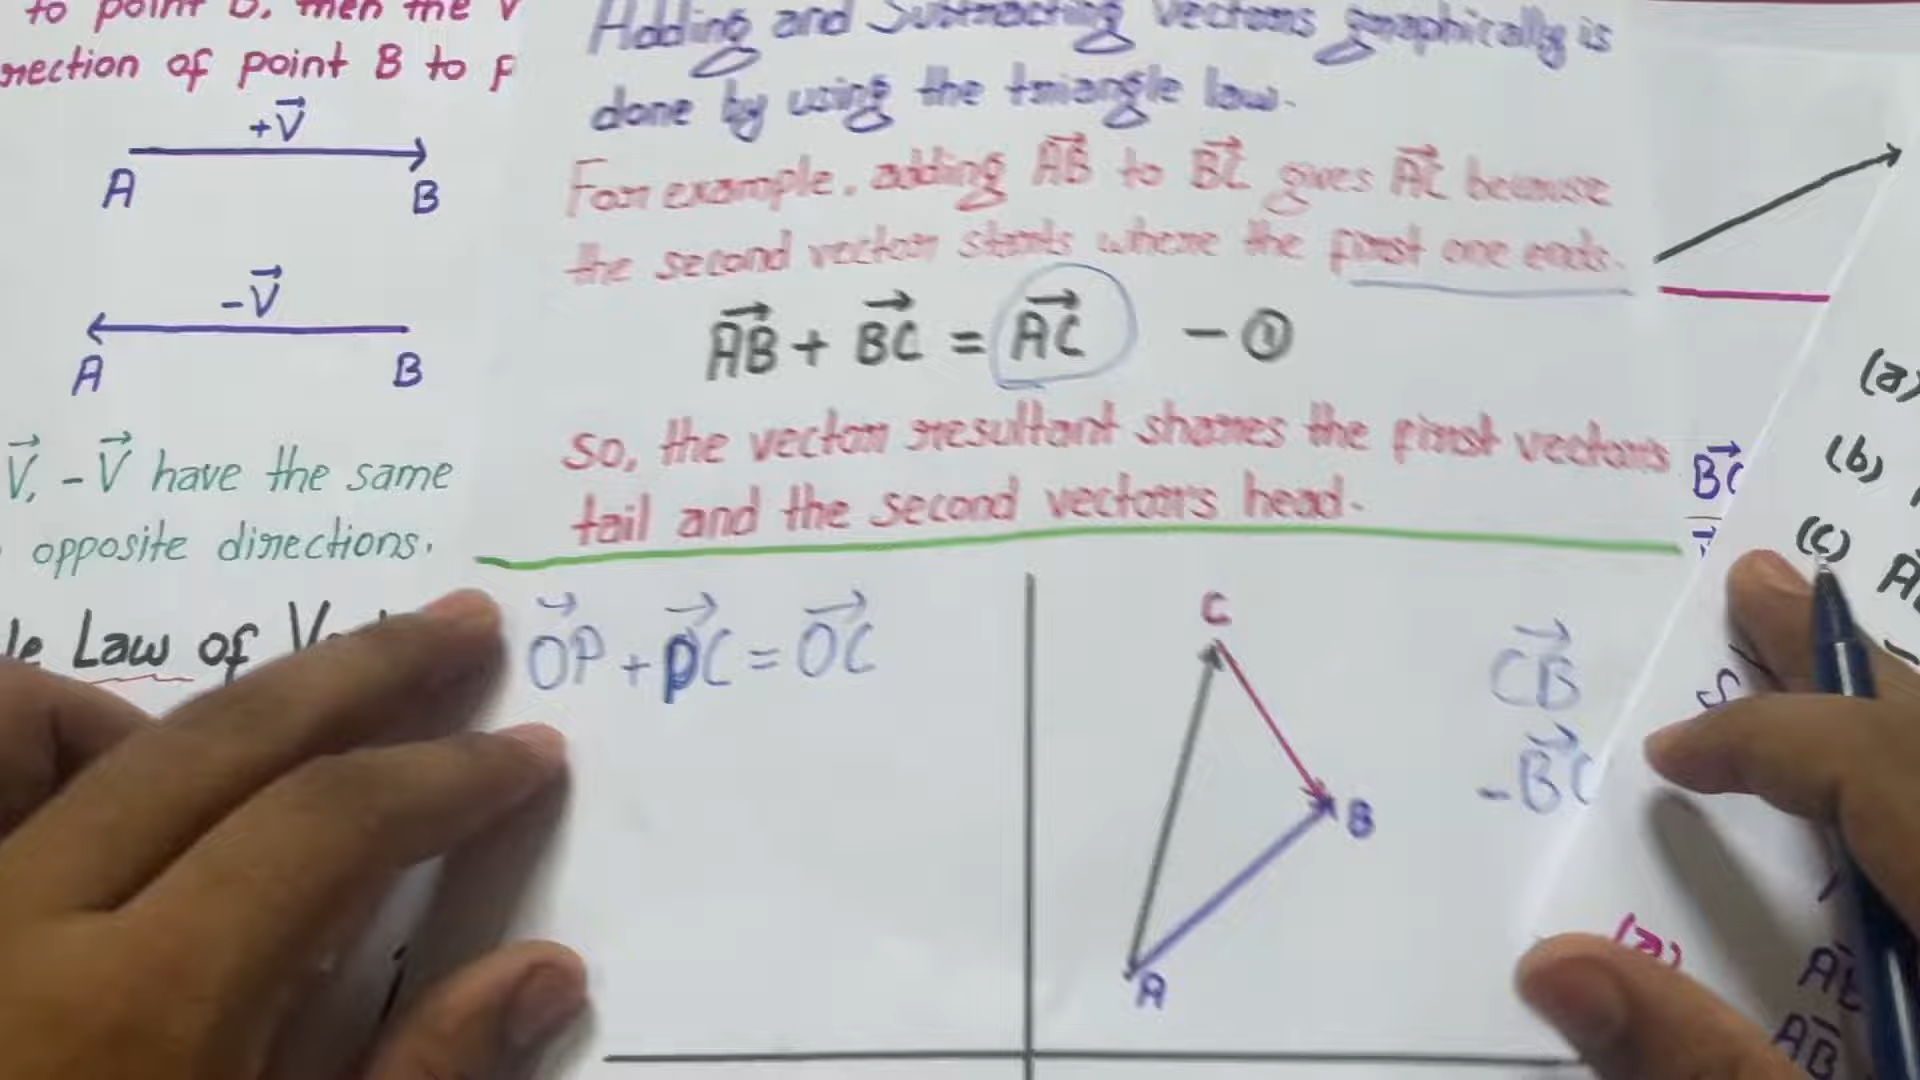 to point B, then the V
rection of point B to P
+V
A B
-V
A B
V, -V have the same
opposite directions.
le Law of
Adding and Subtracting vectors graphically is
done by using the triangle law.
For example, adding AB to BC gives AC because
the second vector starts where the first one ends.
AB + BC = AC - ①
So, the vector resultant shares the first vectors
tail and the second vector's head.
OP + PC = OC
C
B
A
CB
-BC
BC
(a)
(b)
(c)
(a)
AB